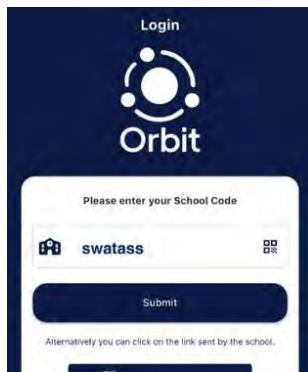 Login
Orbit
Please enter your School Code
swatass
Submit
Alternatively you can click on the link sent by the school.